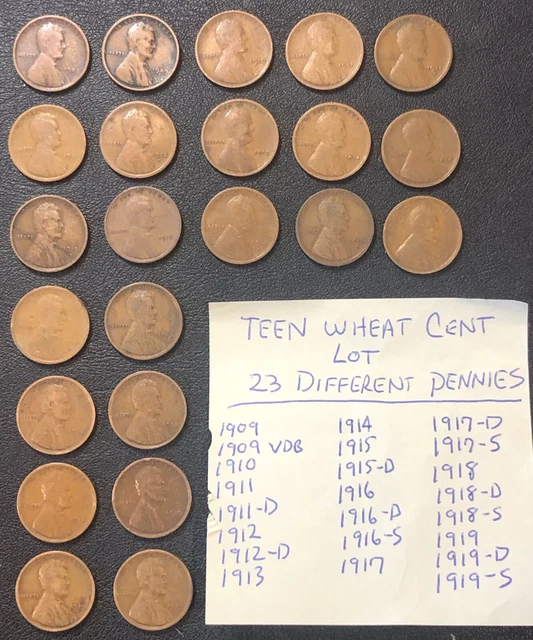 TEEN WHEAT CENT
LOT
23 DIFFERENT PENNIES
1909
1909 VDB
1910
1911
1911-D
1912
1912-D
1913
1914
1915
1915-D
1916
1916-D
1916-S
1917
1917-D
1917-S
1918
1918-D
1918-S
1919
1919-D
1919-S